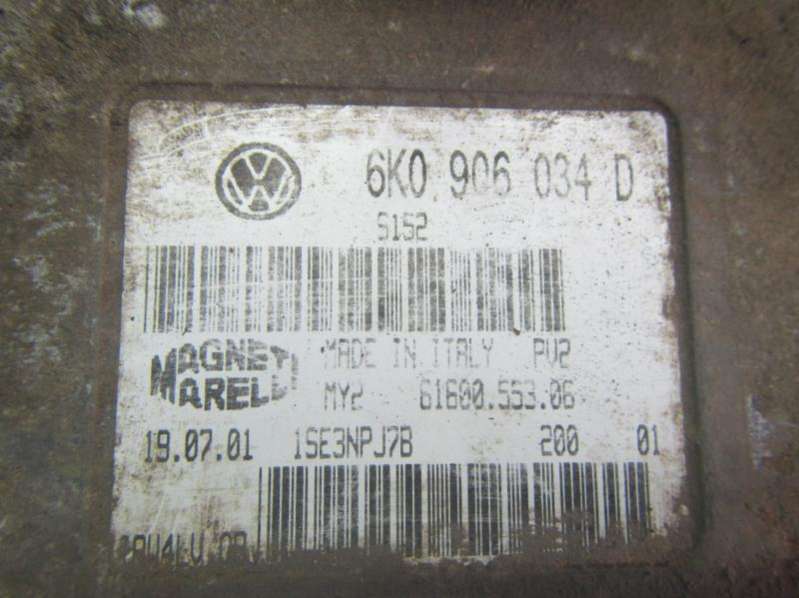 6K0 906 034 D
S152
MAGNETI MARELLI
MADE IN ITALY PV2
MY2 61600.553.06
19.07.01 1SE3NPJ7B 200 01